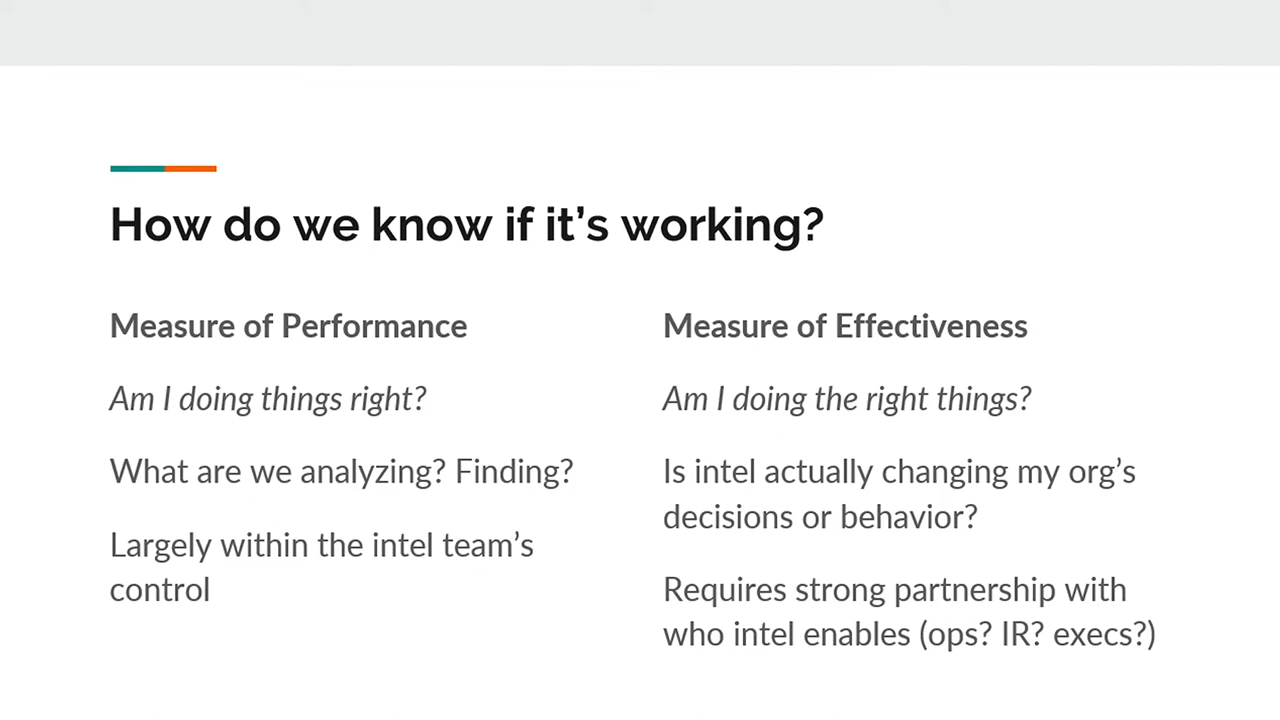 How do we know if it’s working?
Measure of Performance
Am I doing things right?
What are we analyzing? Finding?
Largely within the intel team’s
control
Measure of Effectiveness
Am I doing the right things?
Is intel actually changing my org’s
decisions or behavior?
Requires strong partnership with
who intel enables (ops? IR? execs?)